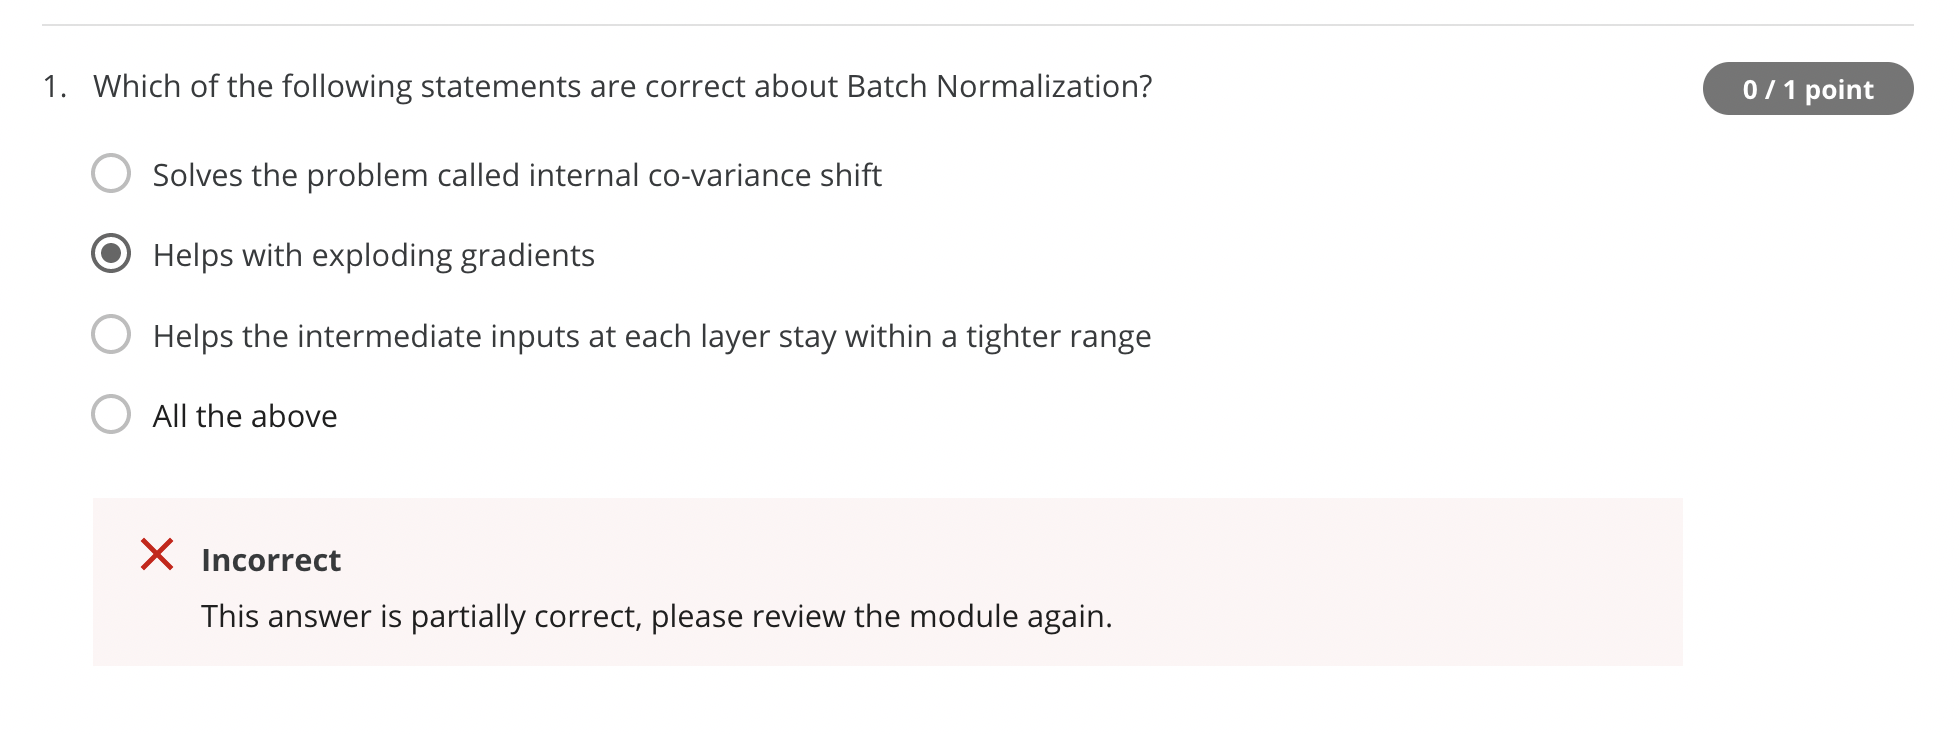 1. Which of the following statements are correct about Batch Normalization?
0 / 1 point
Solves the problem called internal co-variance shift
Helps with exploding gradients
Helps the intermediate inputs at each layer stay within a tighter range
All the above
Incorrect
This answer is partially correct, please review the module again.